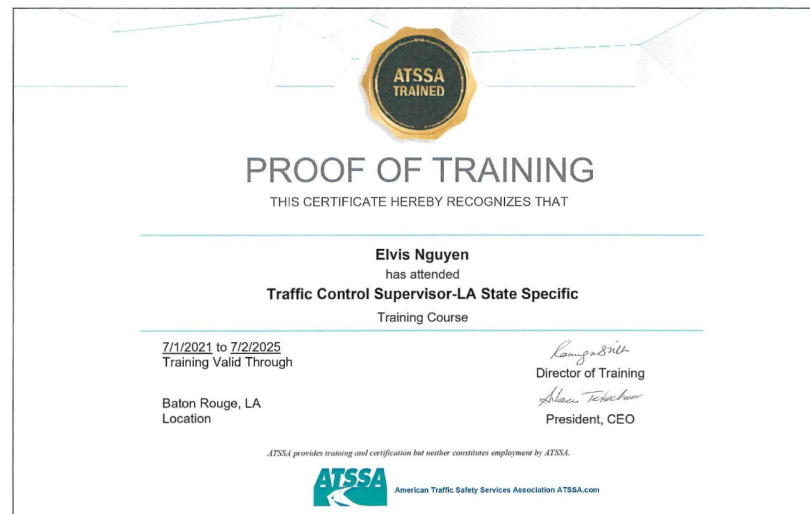 ATSSA
TRAINED
PROOF OF TRAINING
THIS CERTIFICATE HEREBY RECOGNIZES THAT
Elvis Nguyen
has attended
Traffic Control Supervisor-LA State Specific
Training Course
7/1/2021 to 7/2/2025
Training Valid Through
Director of Training
Baton Rouge, LA
Location
President, CEO
ATSSA provides training and certification but neither constitutes employment by ATSSA.
ATSSA
American Traffic Safety Services Association ATSSA.com